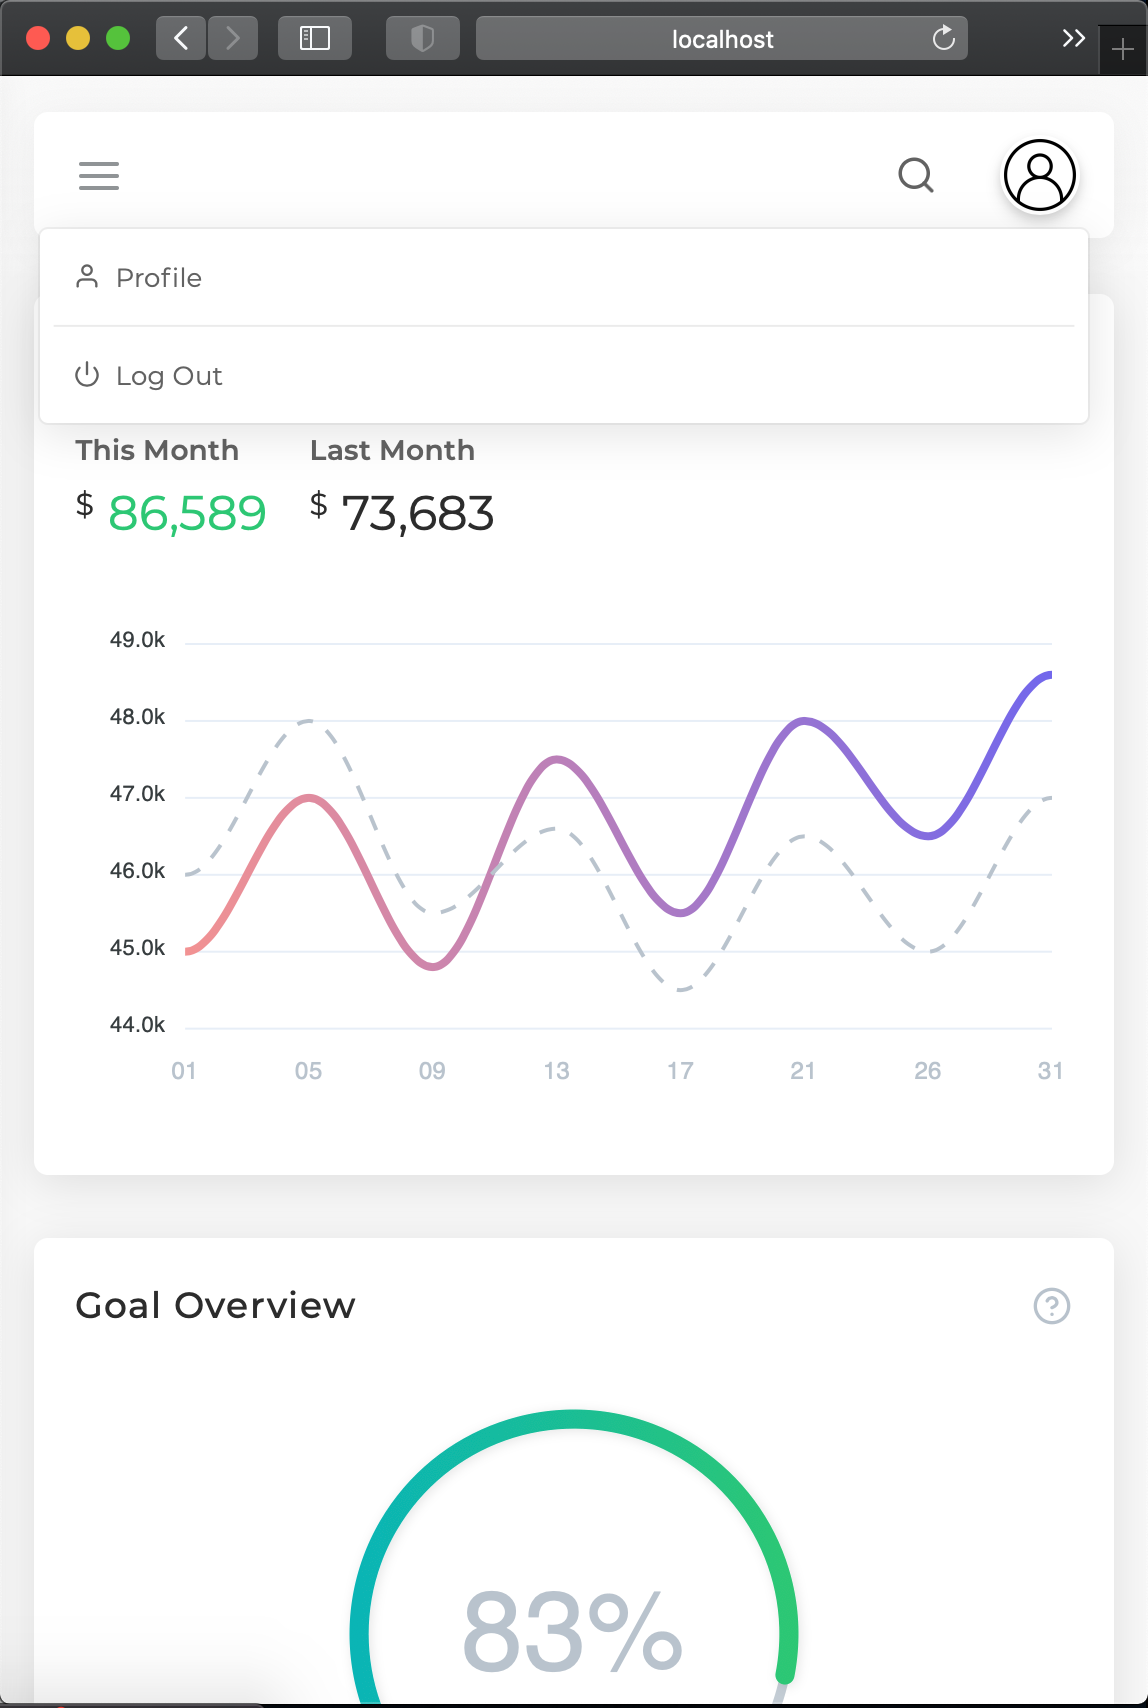 localhost
Profile
Log Out
This Month Last Month
$ 86,589 $ 73,683
49.0k
48.0k
47.0k
46.0k
45.0k
44.0k
01 05 09 13 17 21 26 31
Goal Overview
83%